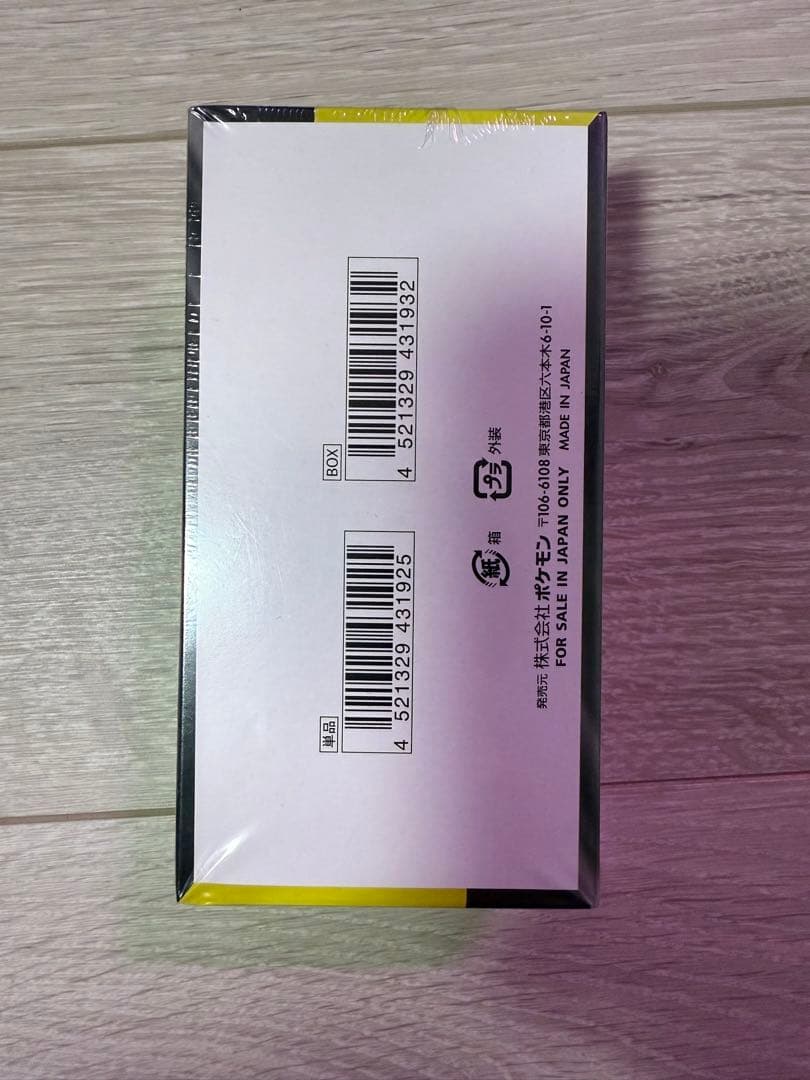 単品
4 521329 431925
BOX
4 521329 431932
紙 箱
プラ 外装
発売元 株式会社ポケモン 〒106-6108 東京都港区六本木6-10-1
FOR SALE IN JAPAN ONLY MADE IN JAPAN